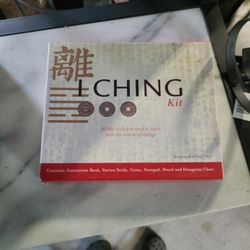 離
I CHING
Kit
All the tools you need to work
with the oracle of change
Contains: Instruction Book, Yarrow Sticks, Coins, Notepad, Pencil and Hexagram Chart